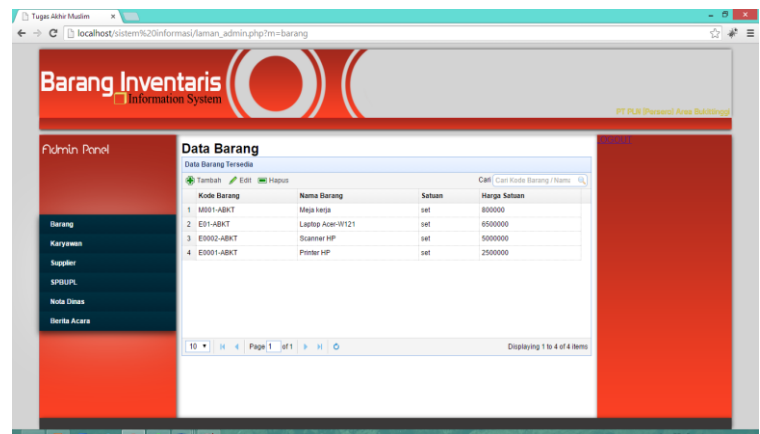 Tugas Akhir Muslim
localhost/sistem%20informasi/laman_admin.php?m=barang
Barang Inventaris
Information System
PT PLN (Persero) Area Bukittinggi
Logout
Admin Panel
Barang
Karyawan
Supplier
SPBUPL
Nota Dinas
Berita Acara
Data Barang
Data Barang Tersedia
Tambah Edit Hapus Cari Cari Kode Barang / Nama
Kode Barang Nama Barang Satuan Harga Satuan
1 M001-ABKT Meja kerja set 800000
2 E01-ABKT Laptop Acer-W121 set 6500000
3 E0002-ABKT Scanner HP set 5000000
4 E0001-ABKT Printer HP set 2500000
10 Page 1 of 1 Displaying 1 to 4 of 4 items